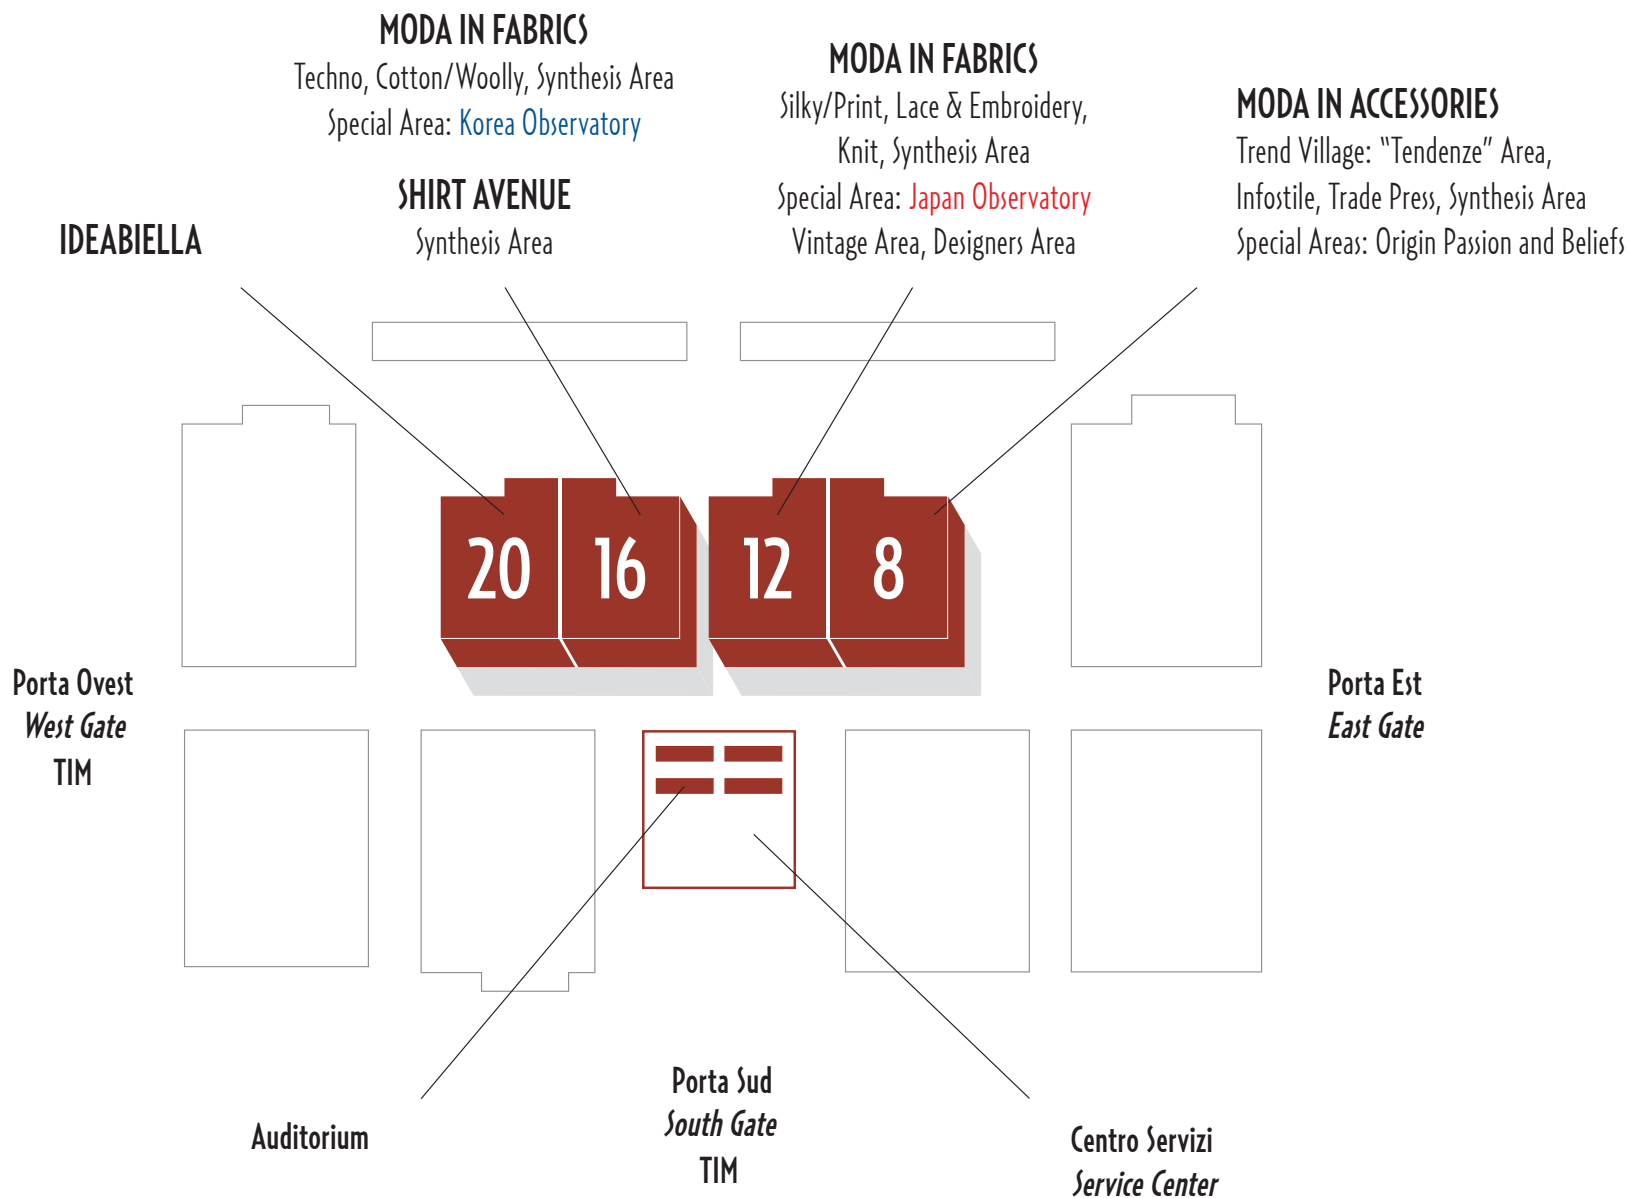 MODA IN FABRICS
Techno, Cotton/Woolly, Synthesis Area
Special Area: Korea Observatory
SHIRT AVENUE
Synthesis Area
IDEABIELLA
MODA IN FABRICS
Silky/Print, Lace & Embroidery,
Knit, Synthesis Area
Special Area: Japan Observatory
Vintage Area, Designers Area
MODA IN ACCESSORIES
Trend Village: “Tendenze” Area,
Infostile, Trade Press, Synthesis Area
Special Areas: Origin Passion and Beliefs
20
16
12
8
Porta Ovest
West Gate
TIM
Porta Est
East Gate
Auditorium
Porta Sud
South Gate
TIM
Centro Servizi
Service Center